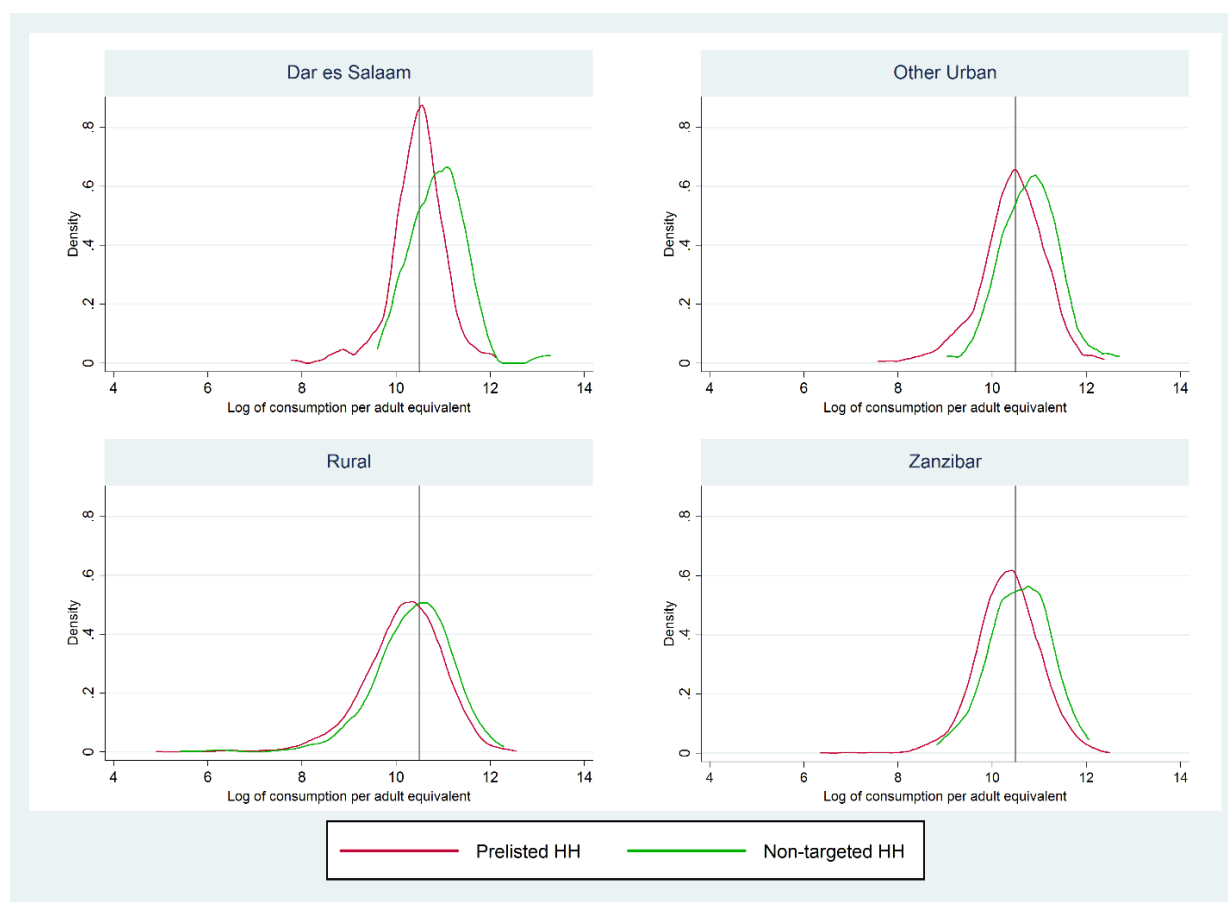 Dar es Salaam
.8
.6
.4
.2
0
Density
4 6 8 10 12 14
Log of consumption per adult equivalent
Other Urban
.8
.6
.4
.2
0
Density
4 6 8 10 12 14
Log of consumption per adult equivalent
Rural
.8
.6
.4
.2
0
Density
4 6 8 10 12 14
Log of consumption per adult equivalent
Zanzibar
.8
.6
.4
.2
0
Density
4 6 8 10 12 14
Log of consumption per adult equivalent
Prelisted HH
Non-targeted HH